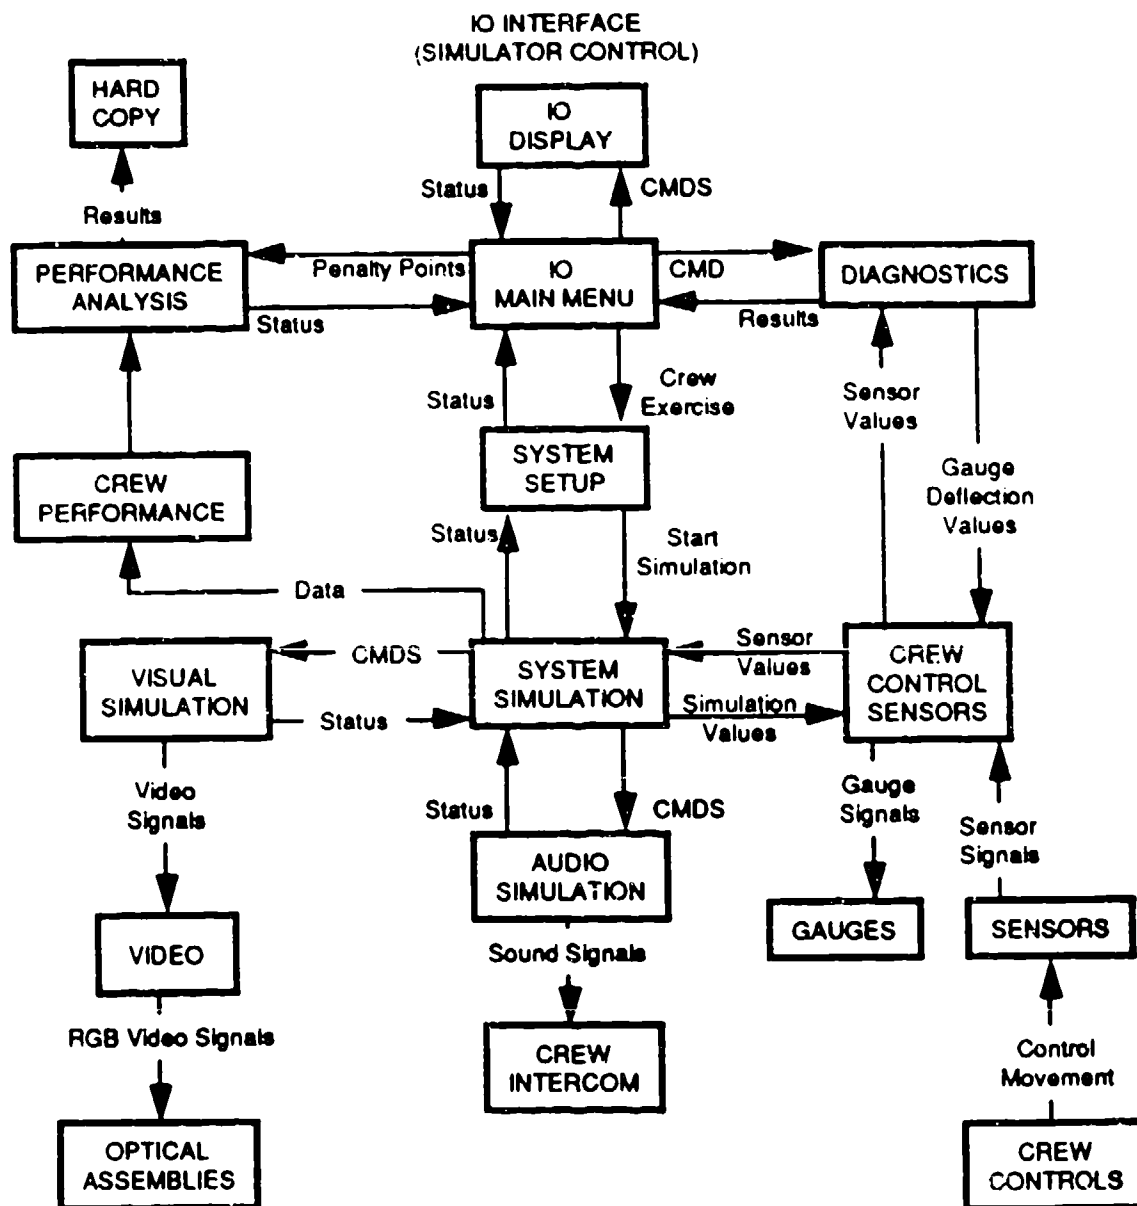 IO INTERFACE
(SIMULATOR CONTROL)
HARD
COPY
IO
DISPLAY
Status
CMDS
Results
PERFORMANCE
ANALYSIS
Penalty Points
Status
IO
MAIN MENU
CMD
Results
DIAGNOSTICS
Status
Crew
Exercise
Sensor
Values
CREW
PERFORMANCE
SYSTEM
SETUP
Gauge
Deflection
Values
Status
Start
Simulation
Data
VISUAL
SIMULATION
CMDS
Status
SYSTEM
SIMULATION
Sensor
Values
Simulation
Values
CREW
CONTROL
SENSORS
Video
Signals
Status
CMDS
Gauge
Signals
Sensor
Signals
AUDIO
SIMULATION
VIDEO
GAUGES
SENSORS
Sound Signals
RGB Video Signals
CREW
INTERCOM
Control
Movement
OPTICAL
ASSEMBLIES
CREW
CONTROLS